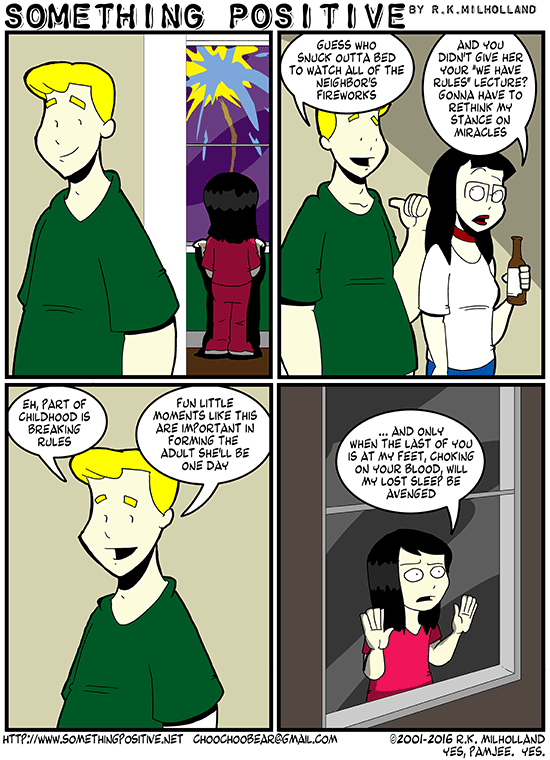 SOMETHING POSITIVE BY R.K.MILHOLLAND
GUESS WHO
SNUCK OUTTA BED
TO WATCH ALL OF THE
NEIGHBOR'S
FIREWORKS
AND YOU
DIDN'T GIVE HER
YOUR "WE HAVE
RULES" LECTURE?
GONNA HAVE TO
RETHINK MY
STANCE ON
MIRACLES
EH, PART OF
CHILDHOOD IS
BREAKING
RULES
FUN LITTLE
MOMENTS LIKE THIS
ARE IMPORTANT IN
FORMING THE
ADULT SHE'LL BE
ONE DAY
... AND ONLY
WHEN THE LAST OF YOU
IS AT MY FEET, CHOKING
ON YOUR BLOOD, WILL
MY LOST SLEEP BE
AVENGED
HTTP://WWW.SOMETHINGPOSITIVE.NET CHOOCHOOBEAR@GMAIL.COM ©2001-2016 R.K. MILHOLLAND
YES, PAMJEE. YES.